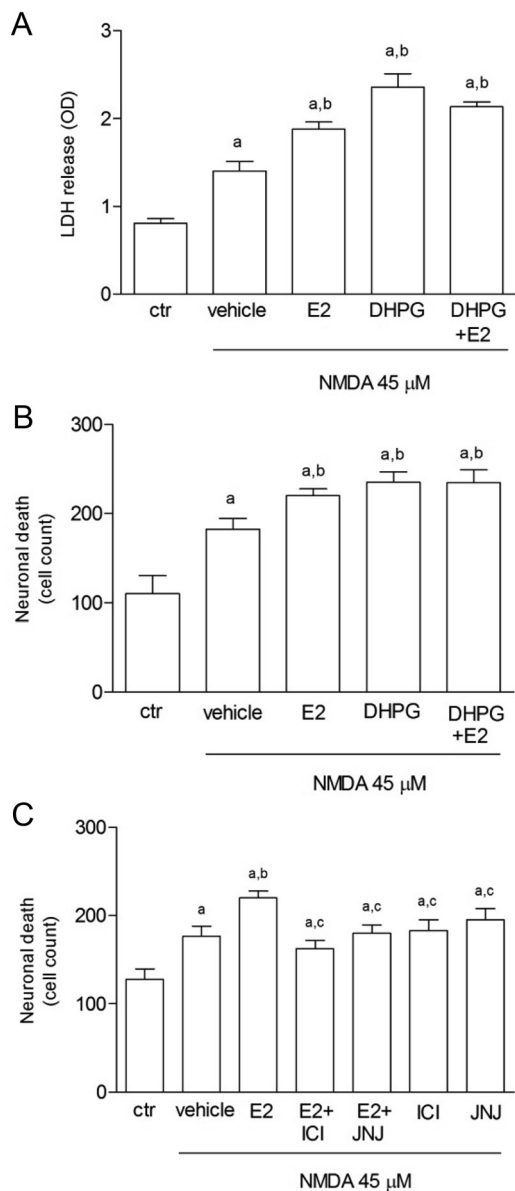 A
LDH release (OD)
3
2
1
0
a
a,b
a,b
a,b
ctr
vehicle
E2
DHPG
DHPG
+E2
NMDA 45 μM
B
Neuronal death
(cell count)
300
200
100
0
a
a,b
a,b
a,b
ctr
vehicle
E2
DHPG
DHPG
+E2
NMDA 45 μM
C
Neuronal death
(cell count)
300
200
100
0
a
a,b
a,c
a,c
a,c
a,c
ctr
vehicle
E2
E2+
ICI
E2+
JNJ
ICI
JNJ
NMDA 45 μM